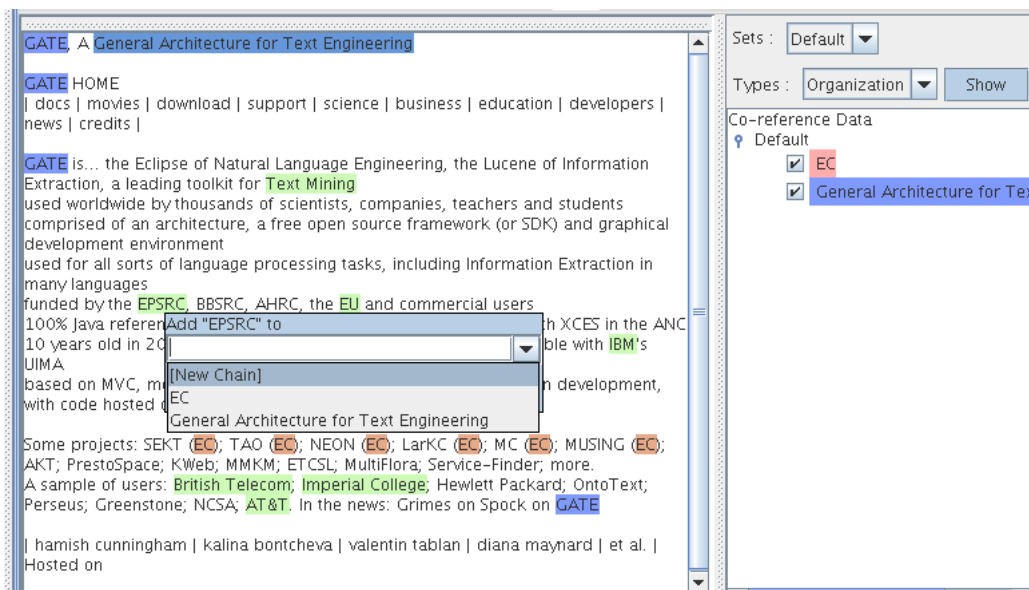 GATE, A General Architecture for Text Engineering
GATE HOME
| docs | movies | download | support | science | business | education | developers |
news | credits |
GATE is... the Eclipse of Natural Language Engineering, the Lucene of Information
Extraction, a leading toolkit for Text Mining
used worldwide by thousands of scientists, companies, teachers and students
comprised of an architecture, a free open source framework (or SDK) and graphical
development environment
used for all sorts of language processing tasks, including Information Extraction in
many languages
funded by the EPSRC, BBSRC, AHRC, the EU and commercial users
100% Java XCES in the ANC
10 years old in with IBM's
UIMA
based on MVC, development,
with code hosted
Add "EPSRC" to
[New Chain]
EC
General Architecture for Text Engineering
Some projects: SEKT (EC); TAO (EC); NEON (EC); LarKC (EC), MC (EC); MUSING (EC);
AKT; PrestoSpace; KWeb; MMKM; ETCSL; MultiFlora; Service-Finder; more.
A sample of users: British Telecom; Imperial College; Hewlett Packard; OntoText;
Perseus; Greenstone; NCSA; AT&T. In the news: Grimes on Spock on GATE
| hamish cunningham | kalina bontcheva | valentin tablan | diana maynard | et al. |
Hosted on
Sets : Default
Types : Organization Show
Co-reference Data
Default
EC
General Architecture for